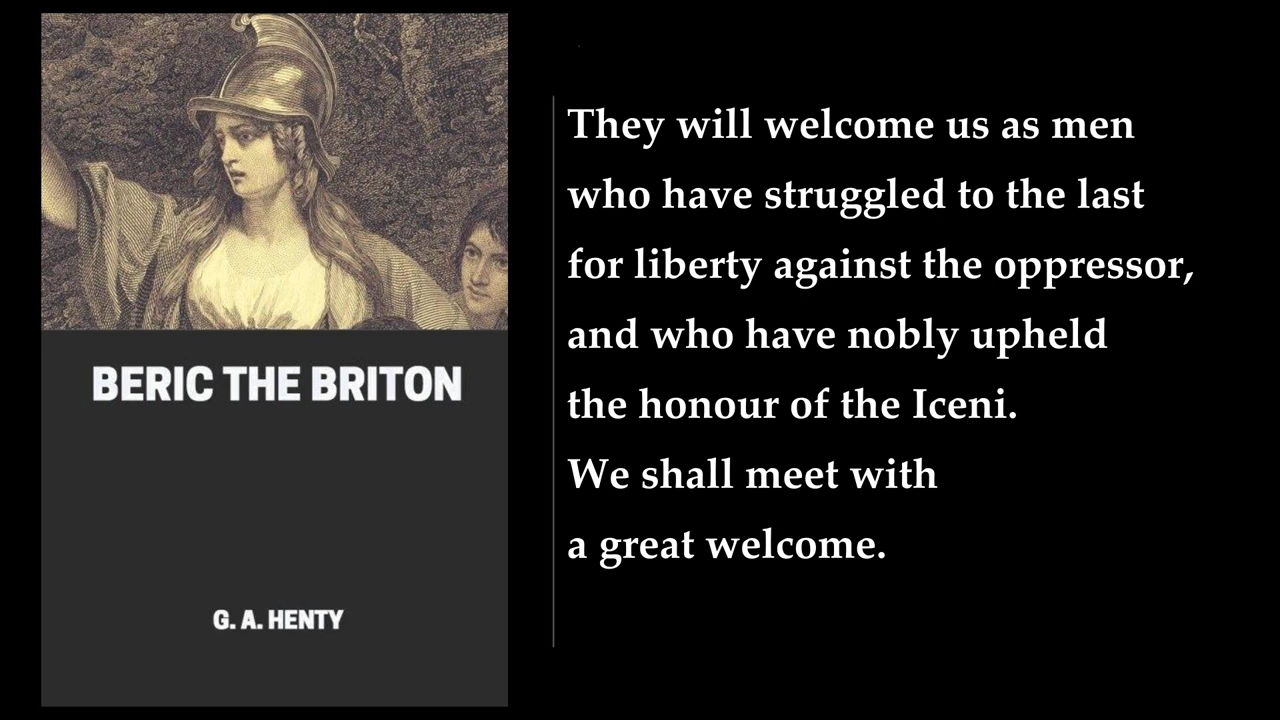 BERIC THE BRITON
G. A. HENTY
They will welcome us as men
who have struggled to the last
for liberty against the oppressor,
and who have nobly upheld
the honour of the Iceni.
We shall meet with
a great welcome.